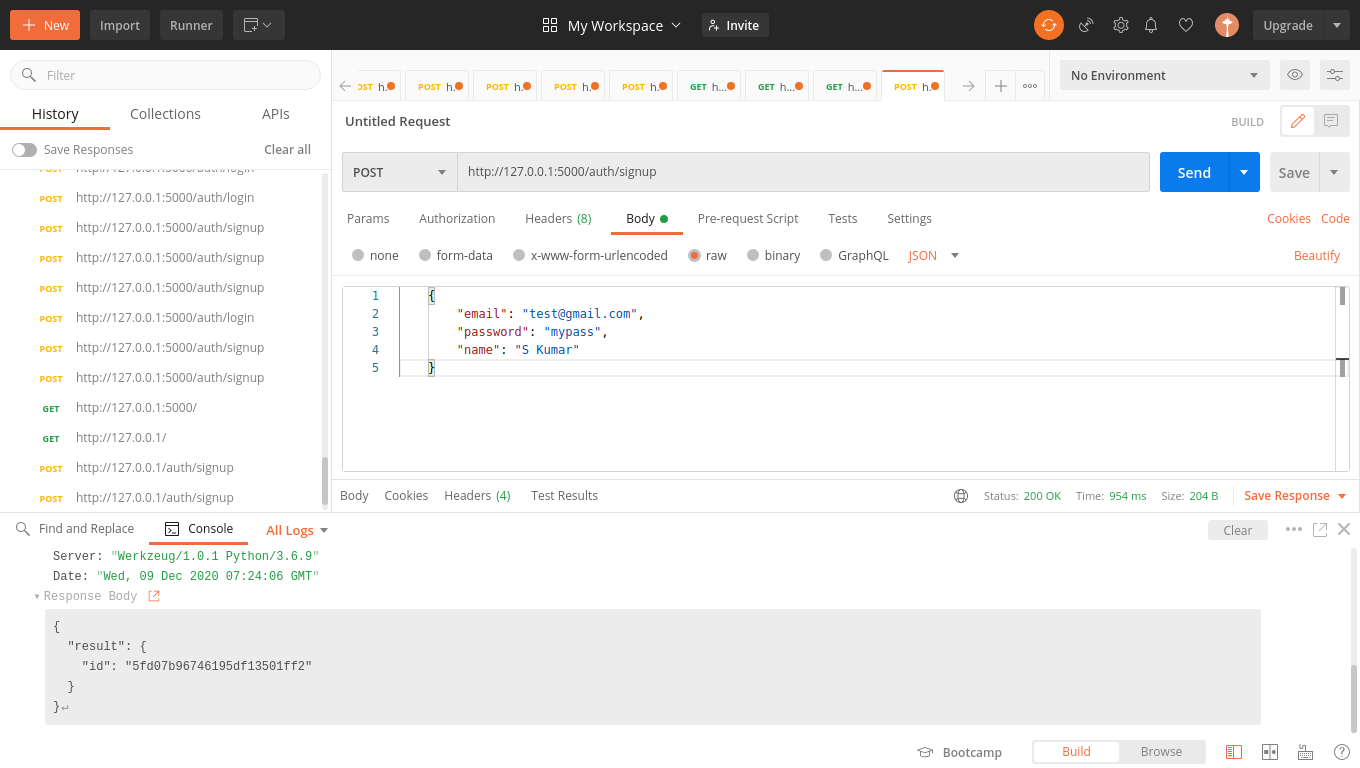 New Import Runner My Workspace Invite Upgrade
Filter
POST h. POST h. POST h. POST h. GET h... GET h... GET h... POST h.
No Environment
History Collections APIs
Untitled Request BUILD
Save Responses Clear all
POST http://127.0.0.1:5000/auth/login
POST http://127.0.0.1:5000/auth/login
POST http://127.0.0.1:5000/auth/signup
POST http://127.0.0.1:5000/auth/signup
POST http://127.0.0.1:5000/auth/signup
POST http://127.0.0.1:5000/auth/login
POST http://127.0.0.1:5000/auth/signup
POST http://127.0.0.1:5000/auth/signup
GET http://127.0.0.1:5000/
GET http://127.0.0.1/
POST http://127.0.0.1/auth/signup
POST http://127.0.0.1/auth/signup
POST http://127.0.0.1:5000/auth/signup Send Save
Params Authorization Headers (8) Body Pre-request Script Tests Settings Cookies Code
none form-data x-www-form-urlencoded raw binary GraphQL JSON Beautify
1 {
2 "email": "test@gmail.com",
3 "password": "mypass",
4 "name": "S Kumar"
5 }
Body Cookies Headers (4) Test Results Status: 200 OK Time: 954 ms Size: 204 B Save Response
Find and Replace Console All Logs Clear
Server: "Werkzeug/1.0.1 Python/3.6.9"
Date: "Wed, 09 Dec 2020 07:24:06 GMT"
Response Body
{
"result": {
"id": "5fd07b96746195df13501ff2"
}
}↵
Bootcamp Build Browse